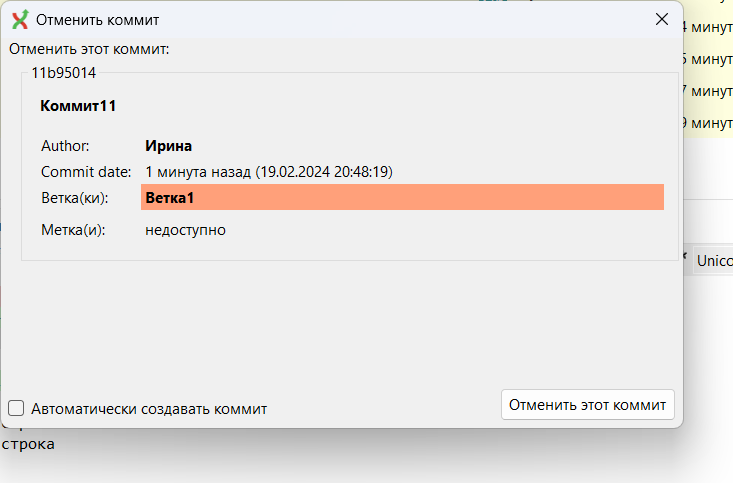 Отменить коммит
4 минут
Отменить этот коммит:
5 минут
11b95014
7 минут
Коммит11
9 минут
Author: Ирина
Commit date: 1 минута назад (19.02.2024 20:48:19)
Ветка(ки): Ветка1
Метка(и): недоступно
Unico
Автоматически создавать коммит
Отменить этот коммит
строка